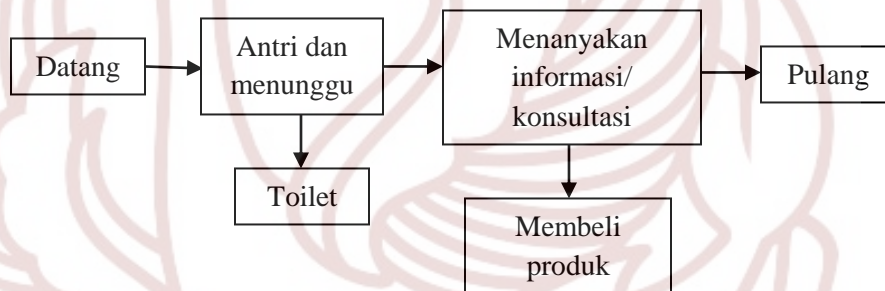 Datang
Antri dan
menunggu
Menanyakan
informasi/
konsultasi
Pulang
Toilet
Membeli
produk